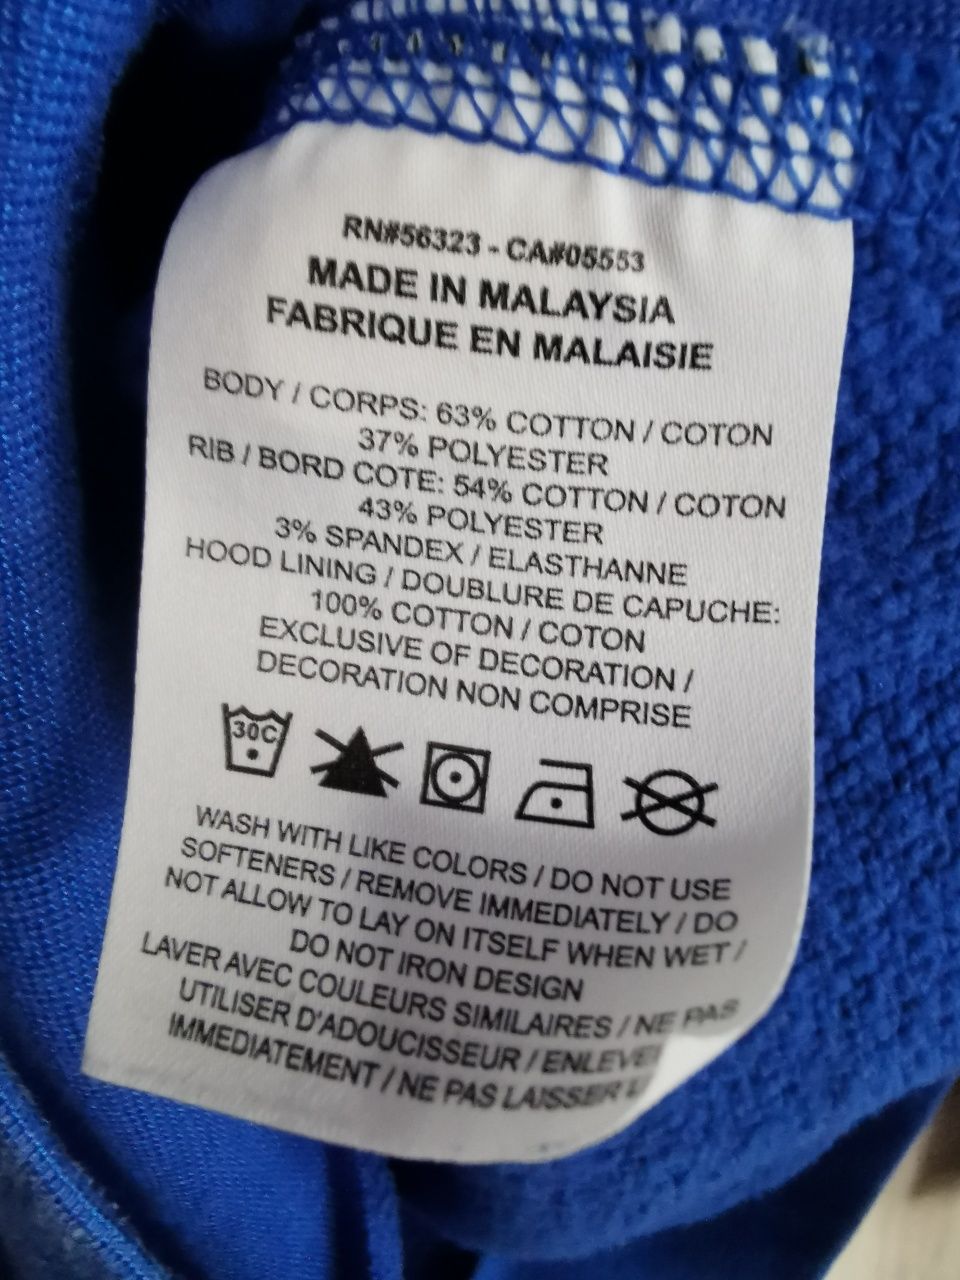 RN#56323 - CA#05553
MADE IN MALAYSIA
FABRIQUE EN MALAISIE
BODY / CORPS: 63% COTTON / COTON
37% POLYESTER
RIB / BORD COTE: 54% COTTON / COTON
43% POLYESTER
3% SPANDEX / ELASTHANNE
HOOD LINING / DOUBLURE DE CAPUCHE:
100% COTTON / COTON
EXCLUSIVE OF DECORATION /
DECORATION NON COMPRISE
30C
WASH WITH LIKE COLORS / DO NOT USE
SOFTENERS / REMOVE IMMEDIATELY / DO
NOT ALLOW TO LAY ON ITSELF WHEN WET /
DO NOT IRON DESIGN
LAVER AVEC COULEURS SIMILAIRES / NE PAS
UTILISER D'ADOUCISSEUR /
IMMEDIATEMENT / NE PAS LAISSER